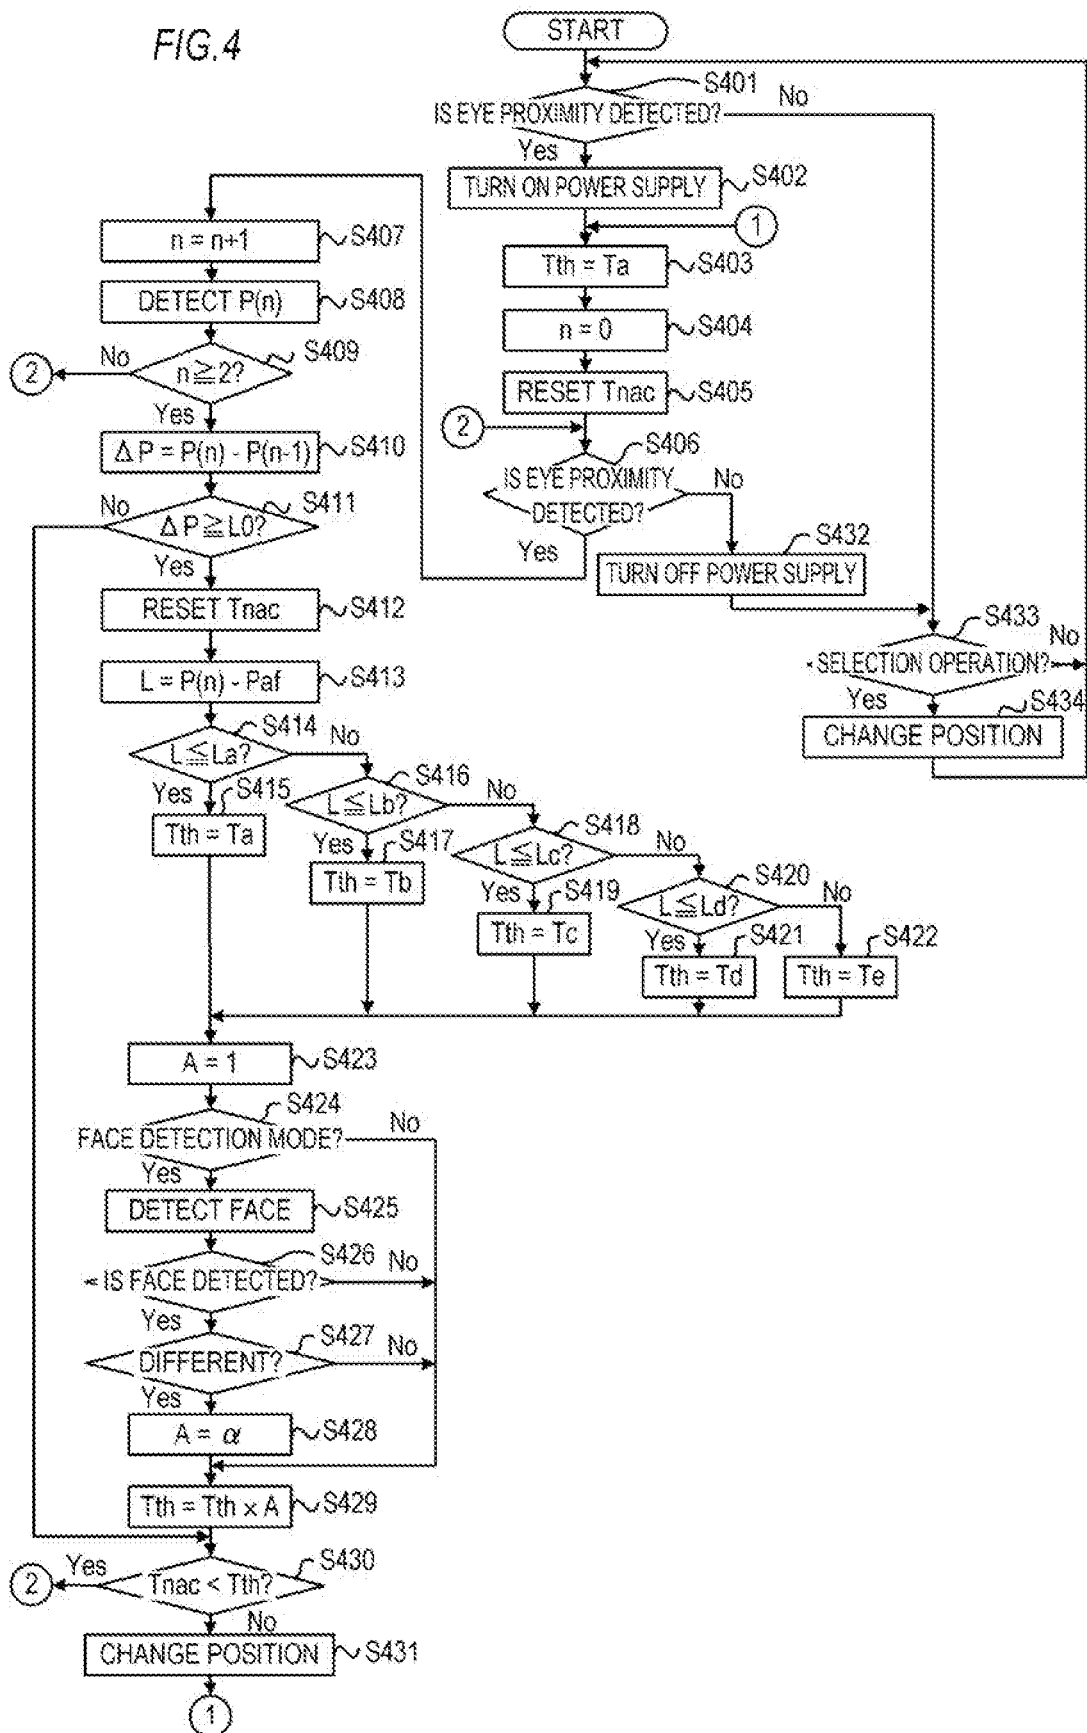 FIG.4
START
S401
IS EYE PROXIMITY DETECTED?
No
Yes
TURN ON POWER SUPPLY
S402
1
Tth = Ta
S403
n = 0
S404
RESET Tnac
S405
2
S406
IS EYE PROXIMITY
DETECTED?
No
Yes
S432
TURN OFF POWER SUPPLY
S433
SELECTION OPERATION?
No
Yes
S434
CHANGE POSITION
n = n+1
S407
DETECT P(n)
S408
S409
n≧2?
No
2
Yes
ΔP = P(n) - P(n-1)
S410
S411
ΔP≧L0?
No
Yes
RESET Tnac
S412
L = P(n) - Paf
S413
S414
L≦La?
No
Yes
S415
Tth = Ta
S416
L≦Lb?
No
Yes
S417
Tth = Tb
S418
L≦Lc?
No
Yes
S419
Tth = Tc
S420
L≦Ld?
No
Yes
S421
Tth = Td
S422
Tth = Te
A = 1
S423
S424
FACE DETECTION MODE?
No
Yes
DETECT FACE
S425
S426
IS FACE DETECTED?
No
Yes
S427
DIFFERENT?
No
Yes
A = α
S428
Tth = Tth × A
S429
S430
Tnac < Tth?
Yes
2
No
CHANGE POSITION
S431
1